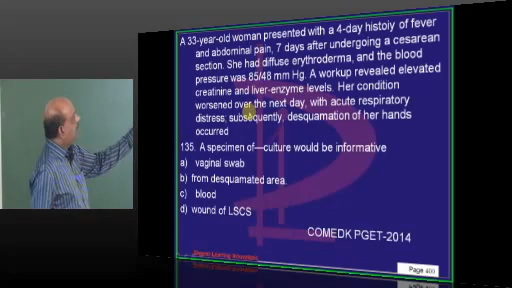 A 33-year-old woman presented with a 4-day histoiy of fever
and abdominal pain, 7 days after undergoing a cesarean
section. She had diffuse erythroderma, and the blood
pressure was 85/48 mm Hg. A workup revealed elevated
creatinine and liver-enzyme levels. Her condition
worsened over the next day, with acute respiratory
distress; subsequently, desquamation of her hands
occurred
135. A specimen of—culture would be informative
a) vaginal swab
b) from desquamated area.
c) blood
d) wound of LSCS
COMEDK PGET-2014
Page 409